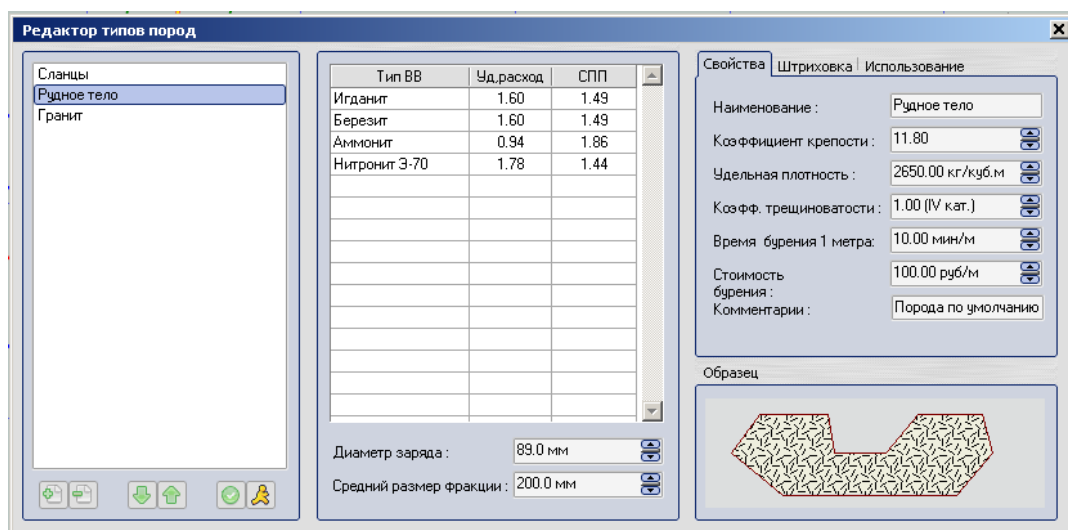 Редактор типов пород
Сланцы
Рудное тело
Гранит
Тип ВВ Уд.расход СПП
Игданит 1.60 1.49
Березит 1.60 1.49
Аммонит 0.94 1.86
Нитронит Э-70 1.78 1.44
Диаметр заряда : 89.0 мм
Средний размер фракции : 200.0 мм
Свойства Штриховка Использование
Наименование : Рудное тело
Коэффициент крепости : 11.80
Удельная плотность : 2650.00 кг/куб.м
Коэфф. трещиноватости : 1.00 (IV кат.)
Время бурения 1 метра: 10.00 мин/м
Стоимость 100.00 руб/м
бурения :
Комментарии : Порода по умолчанию
Образец